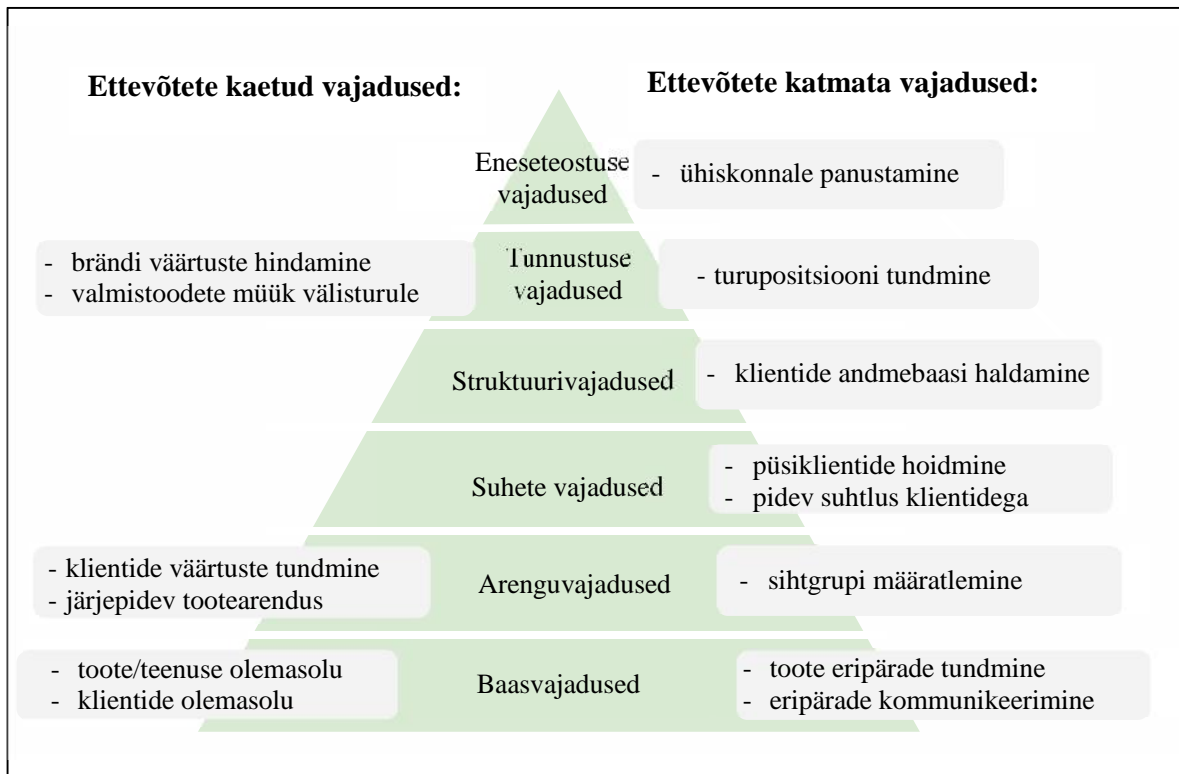 Ettevõtete kaetud vajadused:
Ettevõtete katmata vajadused:
Eneseteostuse
vajadused
- ühiskonnale panustamine
- brändi väärtuste hindamine
- valmistoodete müük välisturule
Tunnustuse
vajadused
- turupositsiooni tundmine
Struktuurivajadused
- klientide andmebaasi haldamine
Suhete vajadused
- püsiklientide hoidmine
- pidev suhtlus klientidega
- klientide väärtuste tundmine
- järjepidev tootearendus
Arenguvajadused
- sihtgrupi määratlemine
- toote/teenuse olemasolu
- klientide olemasolu
Baasvajadused
- toote eripärade tundmine
- eripärade kommunikeerimine